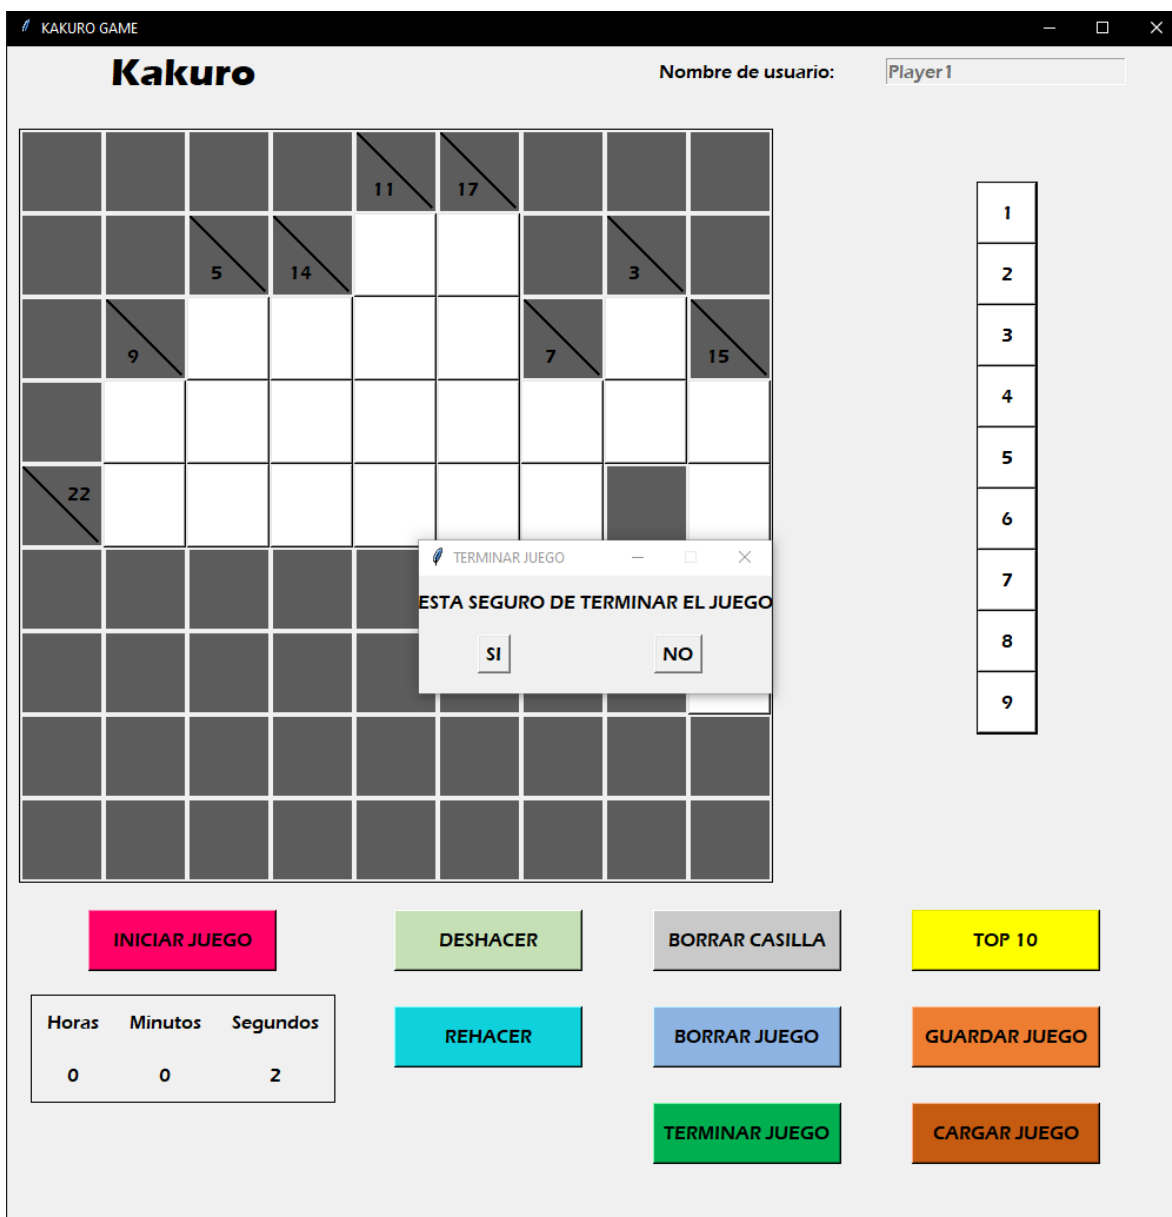 KAKURO GAME
Kakuro
Nombre de usuario: Player1
11 17
5 14 3
9 7 15
22
1
2
3
4
5
6
7
8
9
TERMINAR JUEGO
ESTA SEGURO DE TERMINAR EL JUEGO
SI NO
INICIAR JUEGO DESHACER BORRAR CASILLA TOP 10
Horas Minutos Segundos
0 0 2
REHACER BORRAR JUEGO GUARDAR JUEGO
TERMINAR JUEGO CARGAR JUEGO